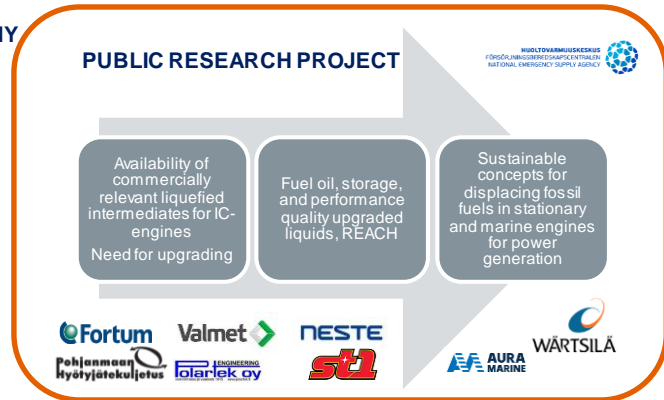 NY
PUBLIC RESEARCH PROJECT
HUOLTOVARMUUSKESKUS
FÖRSÖRJNINGSBEREDSKAPSCENTRALEN
NATIONAL EMERGENCY SUPPLY AGENCY
Availability of
commercially
relevant liquefied
intermediates for IC-
engines
Need for upgrading
Fuel oil, storage,
and performance
quality upgraded
liquids, REACH
Sustainable
concepts for
displacing fossil
fuels in stationary
and marine engines
for power
generation
Fortum
Valmet
NESTE
WÄRTSILÄ
Pohjanmaan
Hyötyjätekuljetus
ENGINEERING
Polartek oy
st1
AURA
MARINE